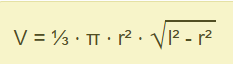 V = ⅓ · π · r² · √l² - r²